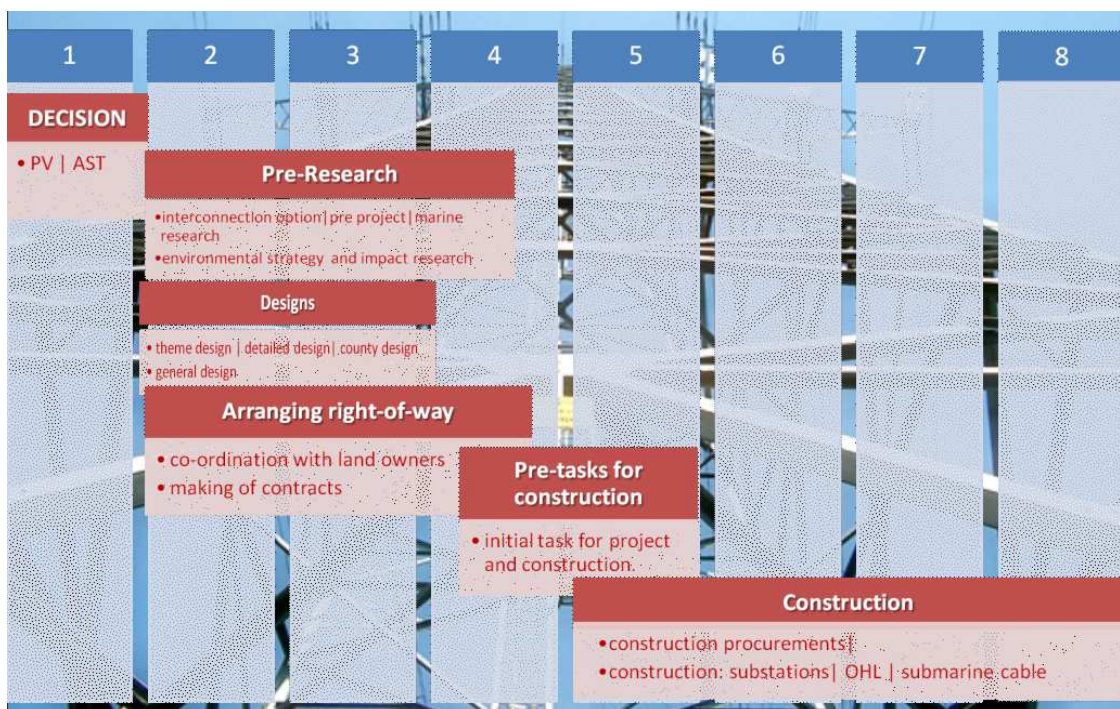 1 2 3 4 5 6 7 8
DECISION
• PV | AST
Pre-Research
•interconnection option|pre project|marine
research
•environmental strategy and impact research
Designs
• theme design | detailed design| county design
• general design
Arranging right-of-way
• co-ordination with land owners
• making of contracts
Pre-tasks for
construction
• initial task for project
and construction.
Construction
•construction procurements|
•construction: substations| OHL | submarine cable